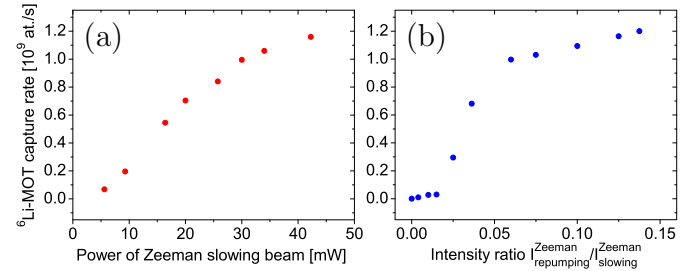 (a)
(b)
⁶Li-MOT capture rate [10⁹ at./s]
1.2
1.0
0.8
0.6
0.4
0.2
0.0
0 10 20 30 40 50
Power of Zeeman slowing beam [mW]
1.2
1.0
0.8
0.6
0.4
0.2
0.0
0.00 0.05 0.10 0.15
Intensity ratio I^Zeeman_repumping/I^Zeeman_slowing